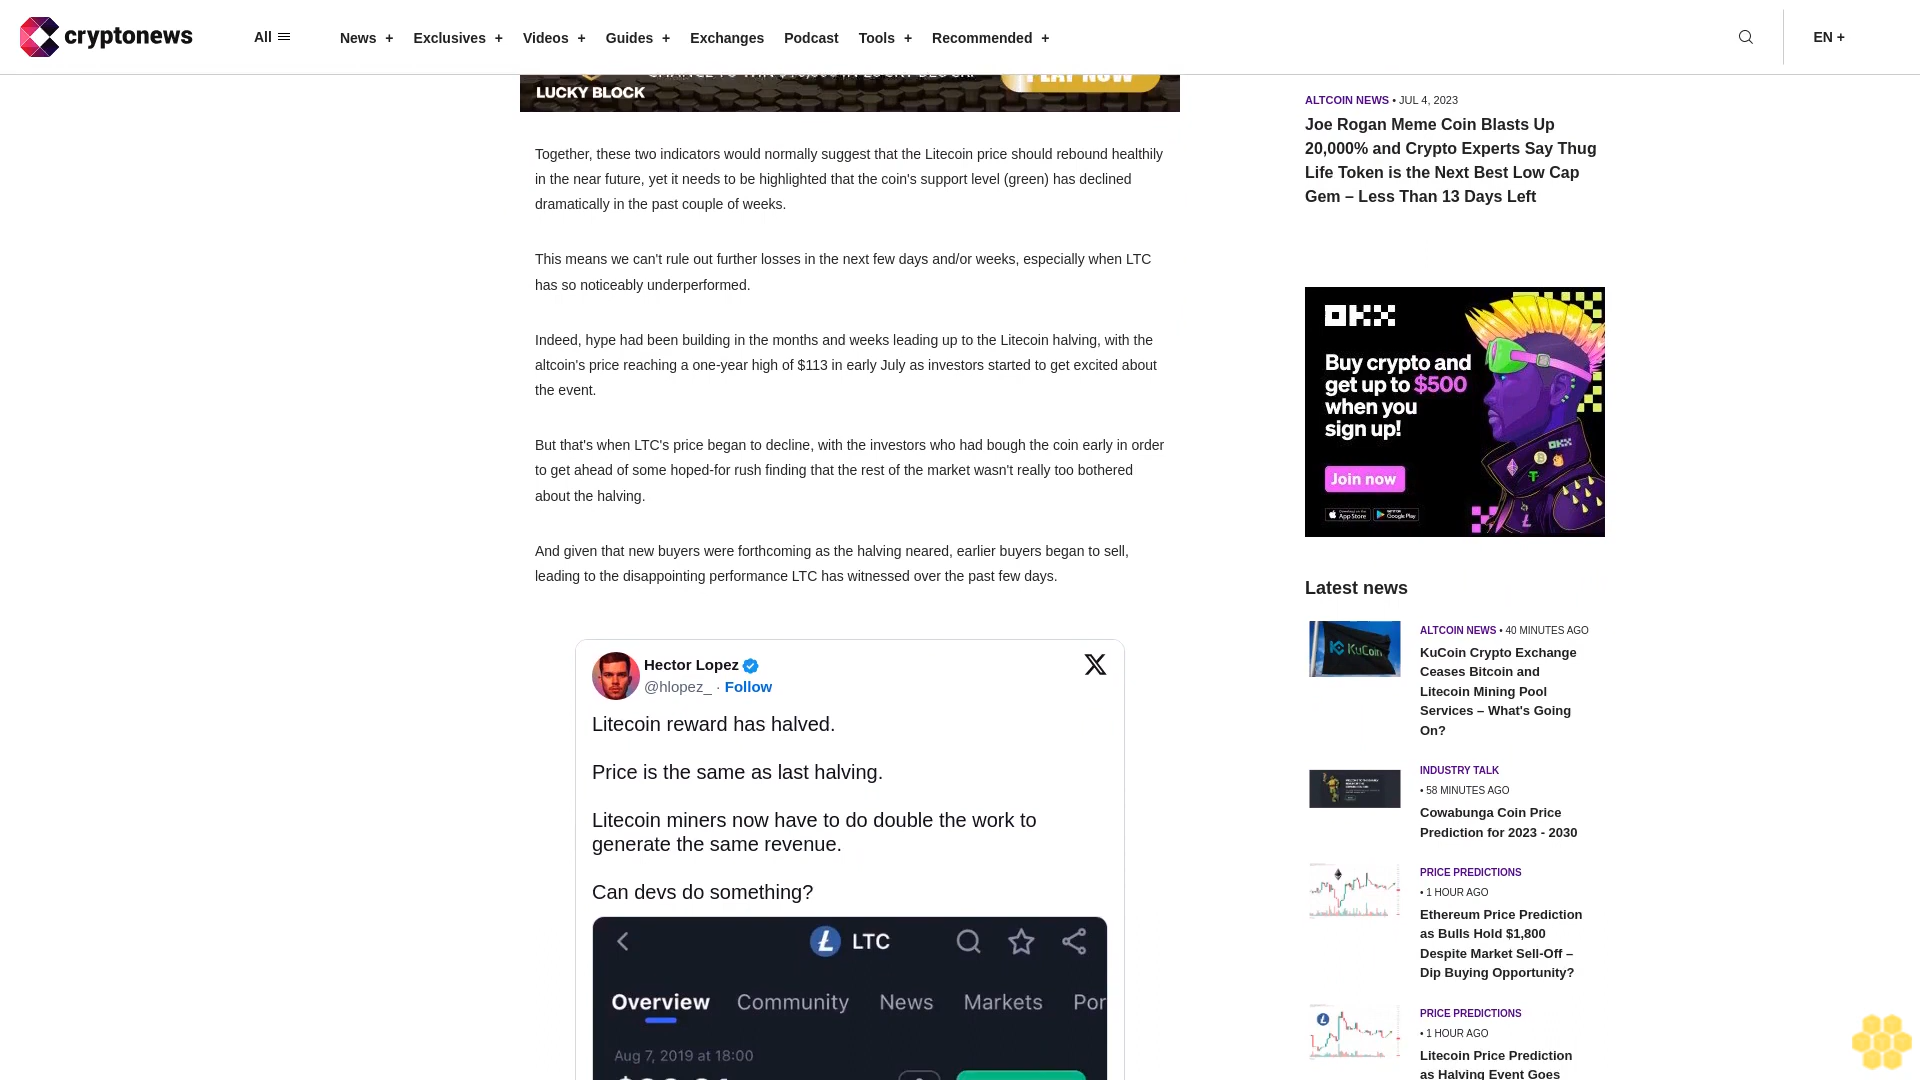 cryptonews
All
News +
Exclusives +
Videos +
Guides +
Exchanges
Podcast
Tools +
Recommended +
EN +
LUCKY BLOCK
PLAY NOW
Together, these two indicators would normally suggest that the Litecoin price should rebound healthily
in the near future, yet it needs to be highlighted that the coin's support level (green) has declined
dramatically in the past couple of weeks.
This means we can't rule out further losses in the next few days and/or weeks, especially when LTC
has so noticeably underperformed.
Indeed, hype had been building in the months and weeks leading up to the Litecoin halving, with the
altcoin's price reaching a one-year high of $113 in early July as investors started to get excited about
the event.
But that's when LTC's price began to decline, with the investors who had bough the coin early in order
to get ahead of some hoped-for rush finding that the rest of the market wasn't really too bothered
about the halving.
And given that new buyers were forthcoming as the halving neared, earlier buyers began to sell,
leading to the disappointing performance LTC has witnessed over the past few days.
Hector Lopez
@hlopez_ · Follow
Litecoin reward has halved.
Price is the same as last halving.
Litecoin miners now have to do double the work to
generate the same revenue.
Can devs do something?
LTC
Overview
Community
News
Markets
Por
Aug 7, 2019 at 18:00
ALTCOIN NEWS • JUL 4, 2023
Joe Rogan Meme Coin Blasts Up
20,000% and Crypto Experts Say Thug
Life Token is the Next Best Low Cap
Gem – Less Than 13 Days Left
OKX
Buy crypto and
get up to $500
when you
sign up!
Join now
App Store
Google Play
Latest news
KuCoin
ALTCOIN NEWS • 40 MINUTES AGO
KuCoin Crypto Exchange
Ceases Bitcoin and
Litecoin Mining Pool
Services – What's Going
On?
INDUSTRY TALK
• 58 MINUTES AGO
Cowabunga Coin Price
Prediction for 2023 - 2030
PRICE PREDICTIONS
• 1 HOUR AGO
Ethereum Price Prediction
as Bulls Hold $1,800
Despite Market Sell-Off –
Dip Buying Opportunity?
PRICE PREDICTIONS
• 1 HOUR AGO
Litecoin Price Prediction
as Halving Event Goes